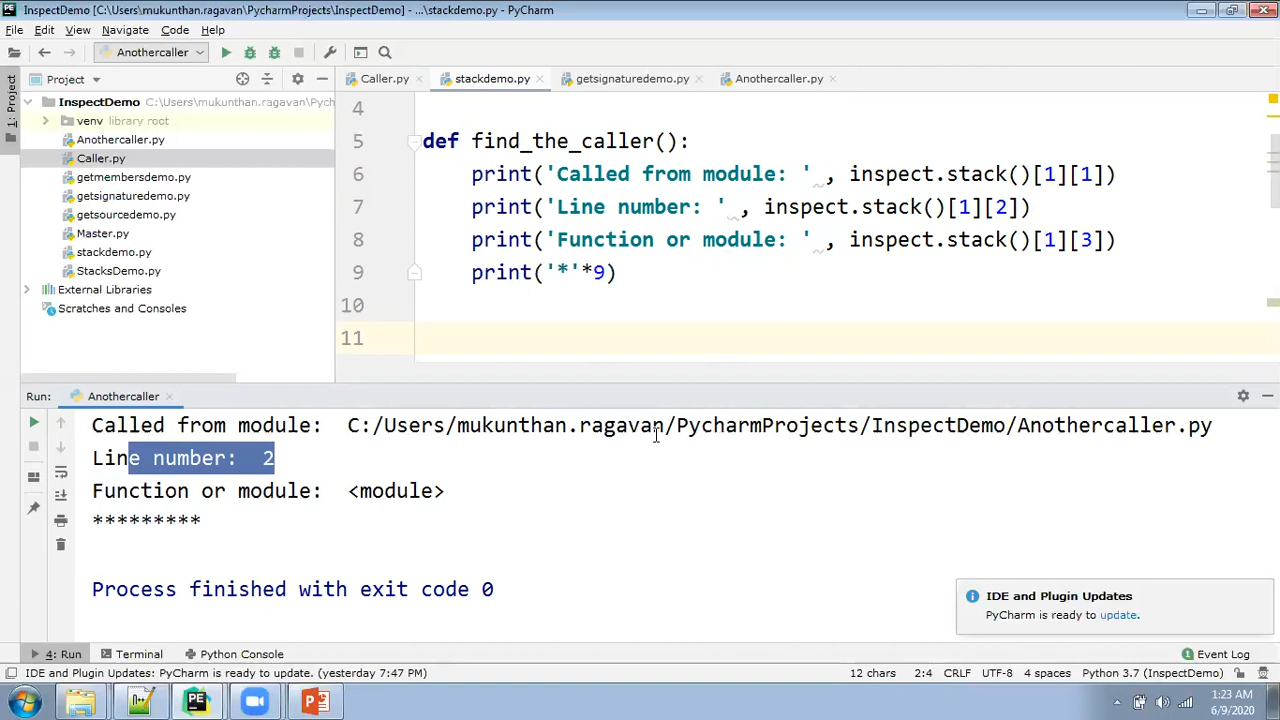 InspectDemo [C:\Users\mukunthan.ragavan\PycharmProjects\InspectDemo] - ...\stackdemo.py - PyCharm
File Edit View Navigate Code Help
Anothercaller
Project Caller.py stackdemo.py getsignaturedemo.py Anothercaller.py
1: Project
InspectDemo C:\Users\mukunthan.ragavan\Pych
venv library root
Anothercaller.py
Caller.py
getmembersdemo.py
getsignaturedemo.py
getsourcedemo.py
Master.py
stackdemo.py
StacksDemo.py
External Libraries
Scratches and Consoles
4
5 def find_the_caller():
6 print('Called from module: ' , inspect.stack()[1][1])
7 print('Line number: ' , inspect.stack()[1][2])
8 print('Function or module: ' , inspect.stack()[1][3])
9 print('*'*9)
10
11
Run: Anothercaller
Called from module:  C:/Users/mukunthan.ragavan/PycharmProjects/InspectDemo/Anothercaller.py
Line number:  2
Function or module:  <module>
*********
Process finished with exit code 0
IDE and Plugin Updates
PyCharm is ready to update.
4: Run Terminal Python Console Event Log
IDE and Plugin Updates: PyCharm is ready to update. (yesterday 7:47 PM) 12 chars 2:4 CRLF UTF-8 4 spaces Python 3.7 (InspectDemo)
1:23 AM
6/9/2020